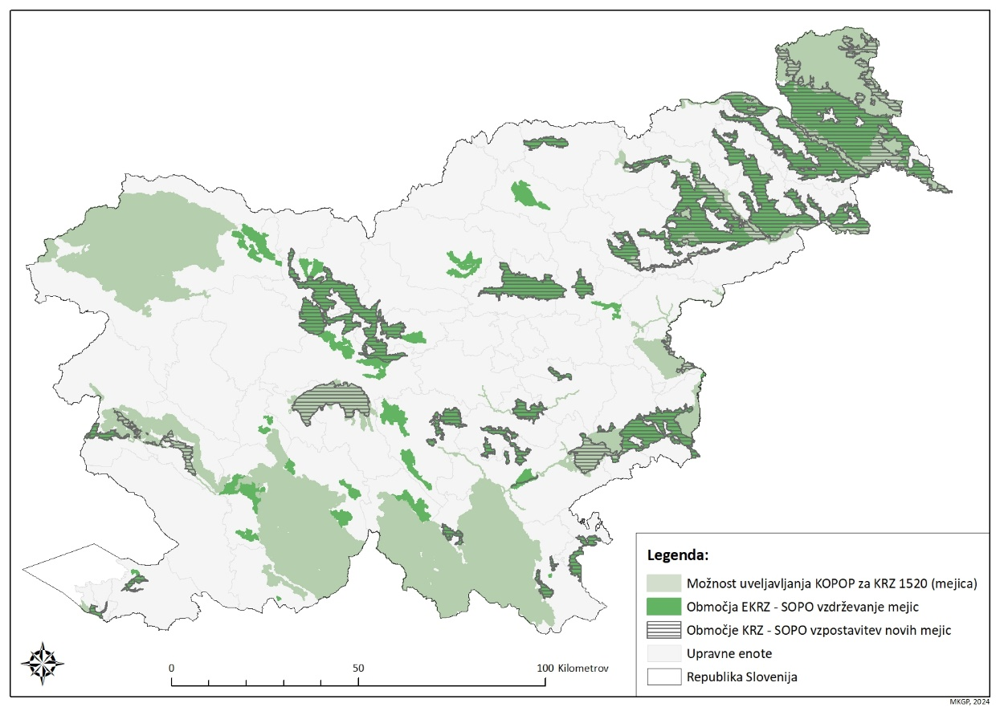 Legenda:
Možnost uveljavljanja KOPOP za KRZ 1520 (mejica)
Območja EKRZ - SOPO vzdrževanje mejic
Območje KRZ - SOPO vzpostavitev novih mejic
Upravne enote
Republika Slovenija
0 50 100 Kilometrov
MKGP, 2024